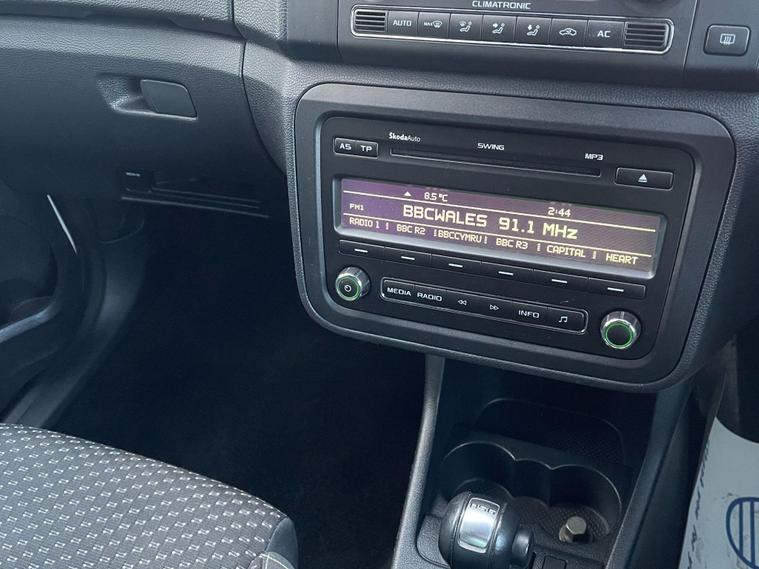 CLIMATRONIC
AUTO MAX AC
ŠkodaAuto
SWING
MP3
AS TP
8.5°C
2:44
FM1
BBCWALES 91.1 MHz
RADIO 1 | BBC R2 | BBCCYMRU | BBC R3 | CAPITAL | HEART
MEDIA RADIO INFO